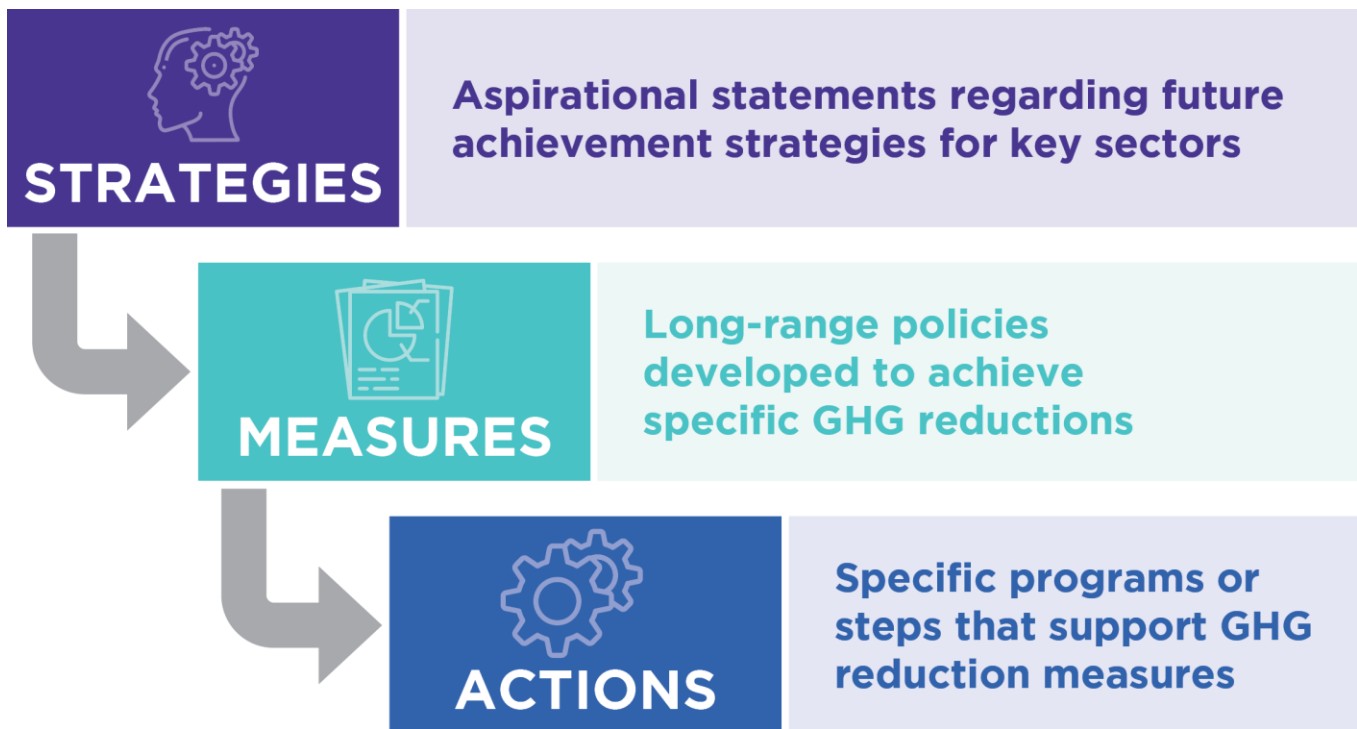 STRATEGIES
Aspirational statements regarding future
achievement strategies for key sectors
MEASURES
Long-range policies
developed to achieve
specific GHG reductions
ACTIONS
Specific programs or
steps that support GHG
reduction measures